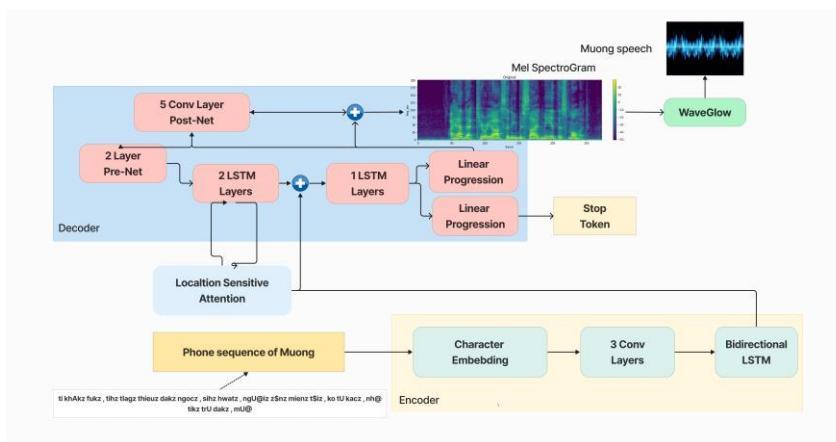 Muong speech
Mel SpectroGram
Original
5 Conv Layer
Post-Net
WaveGlow
2 Layer
Pre-Net
2 LSTM
Layers
1 LSTM
Layers
Linear
Progression
Linear
Progression
Stop
Token
Decoder
Localtion Sensitive
Attention
Phone sequence of Muong
Character
Embebding
3 Conv
Layers
Bidirectional
LSTM
Encoder
ti khAkz fukz , tihz tlagz thieuz dakz ngocz , sihz hwatz , ngU@iz z$nz mienz t$iz , ko tU kacz , nh@
tikz trU dakz , mU@